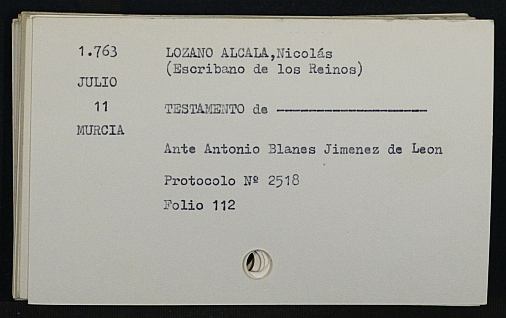 1.763 LOZANO ALCALA,Nicolás
(Escribano de los Reinos)
JULIO
11 TESTAMENTO de --------------------
MURCIA
Ante Antonio Blanes Jimenez de Leon
Protocolo Nº 2518
Folio 112